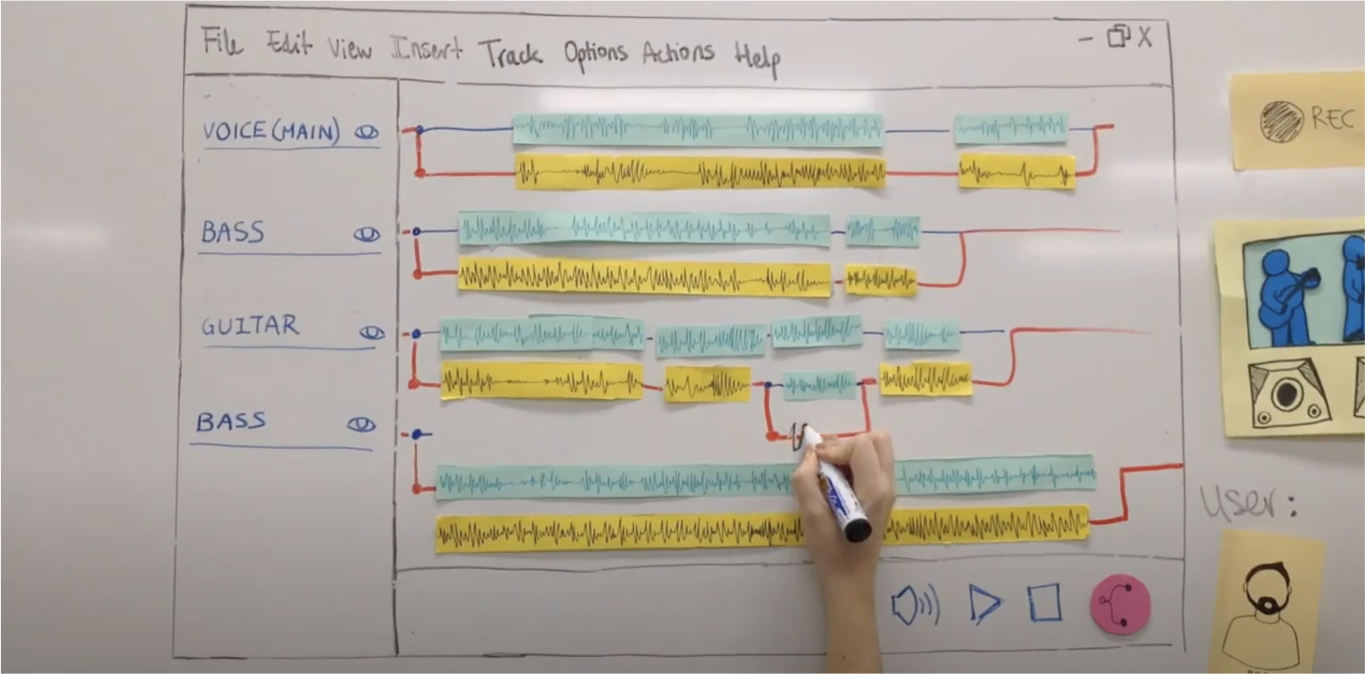 File Edit View Insert Track Options Actions Help
REC
VOICE (MAIN)
BASS
GUITAR
BASS
User: